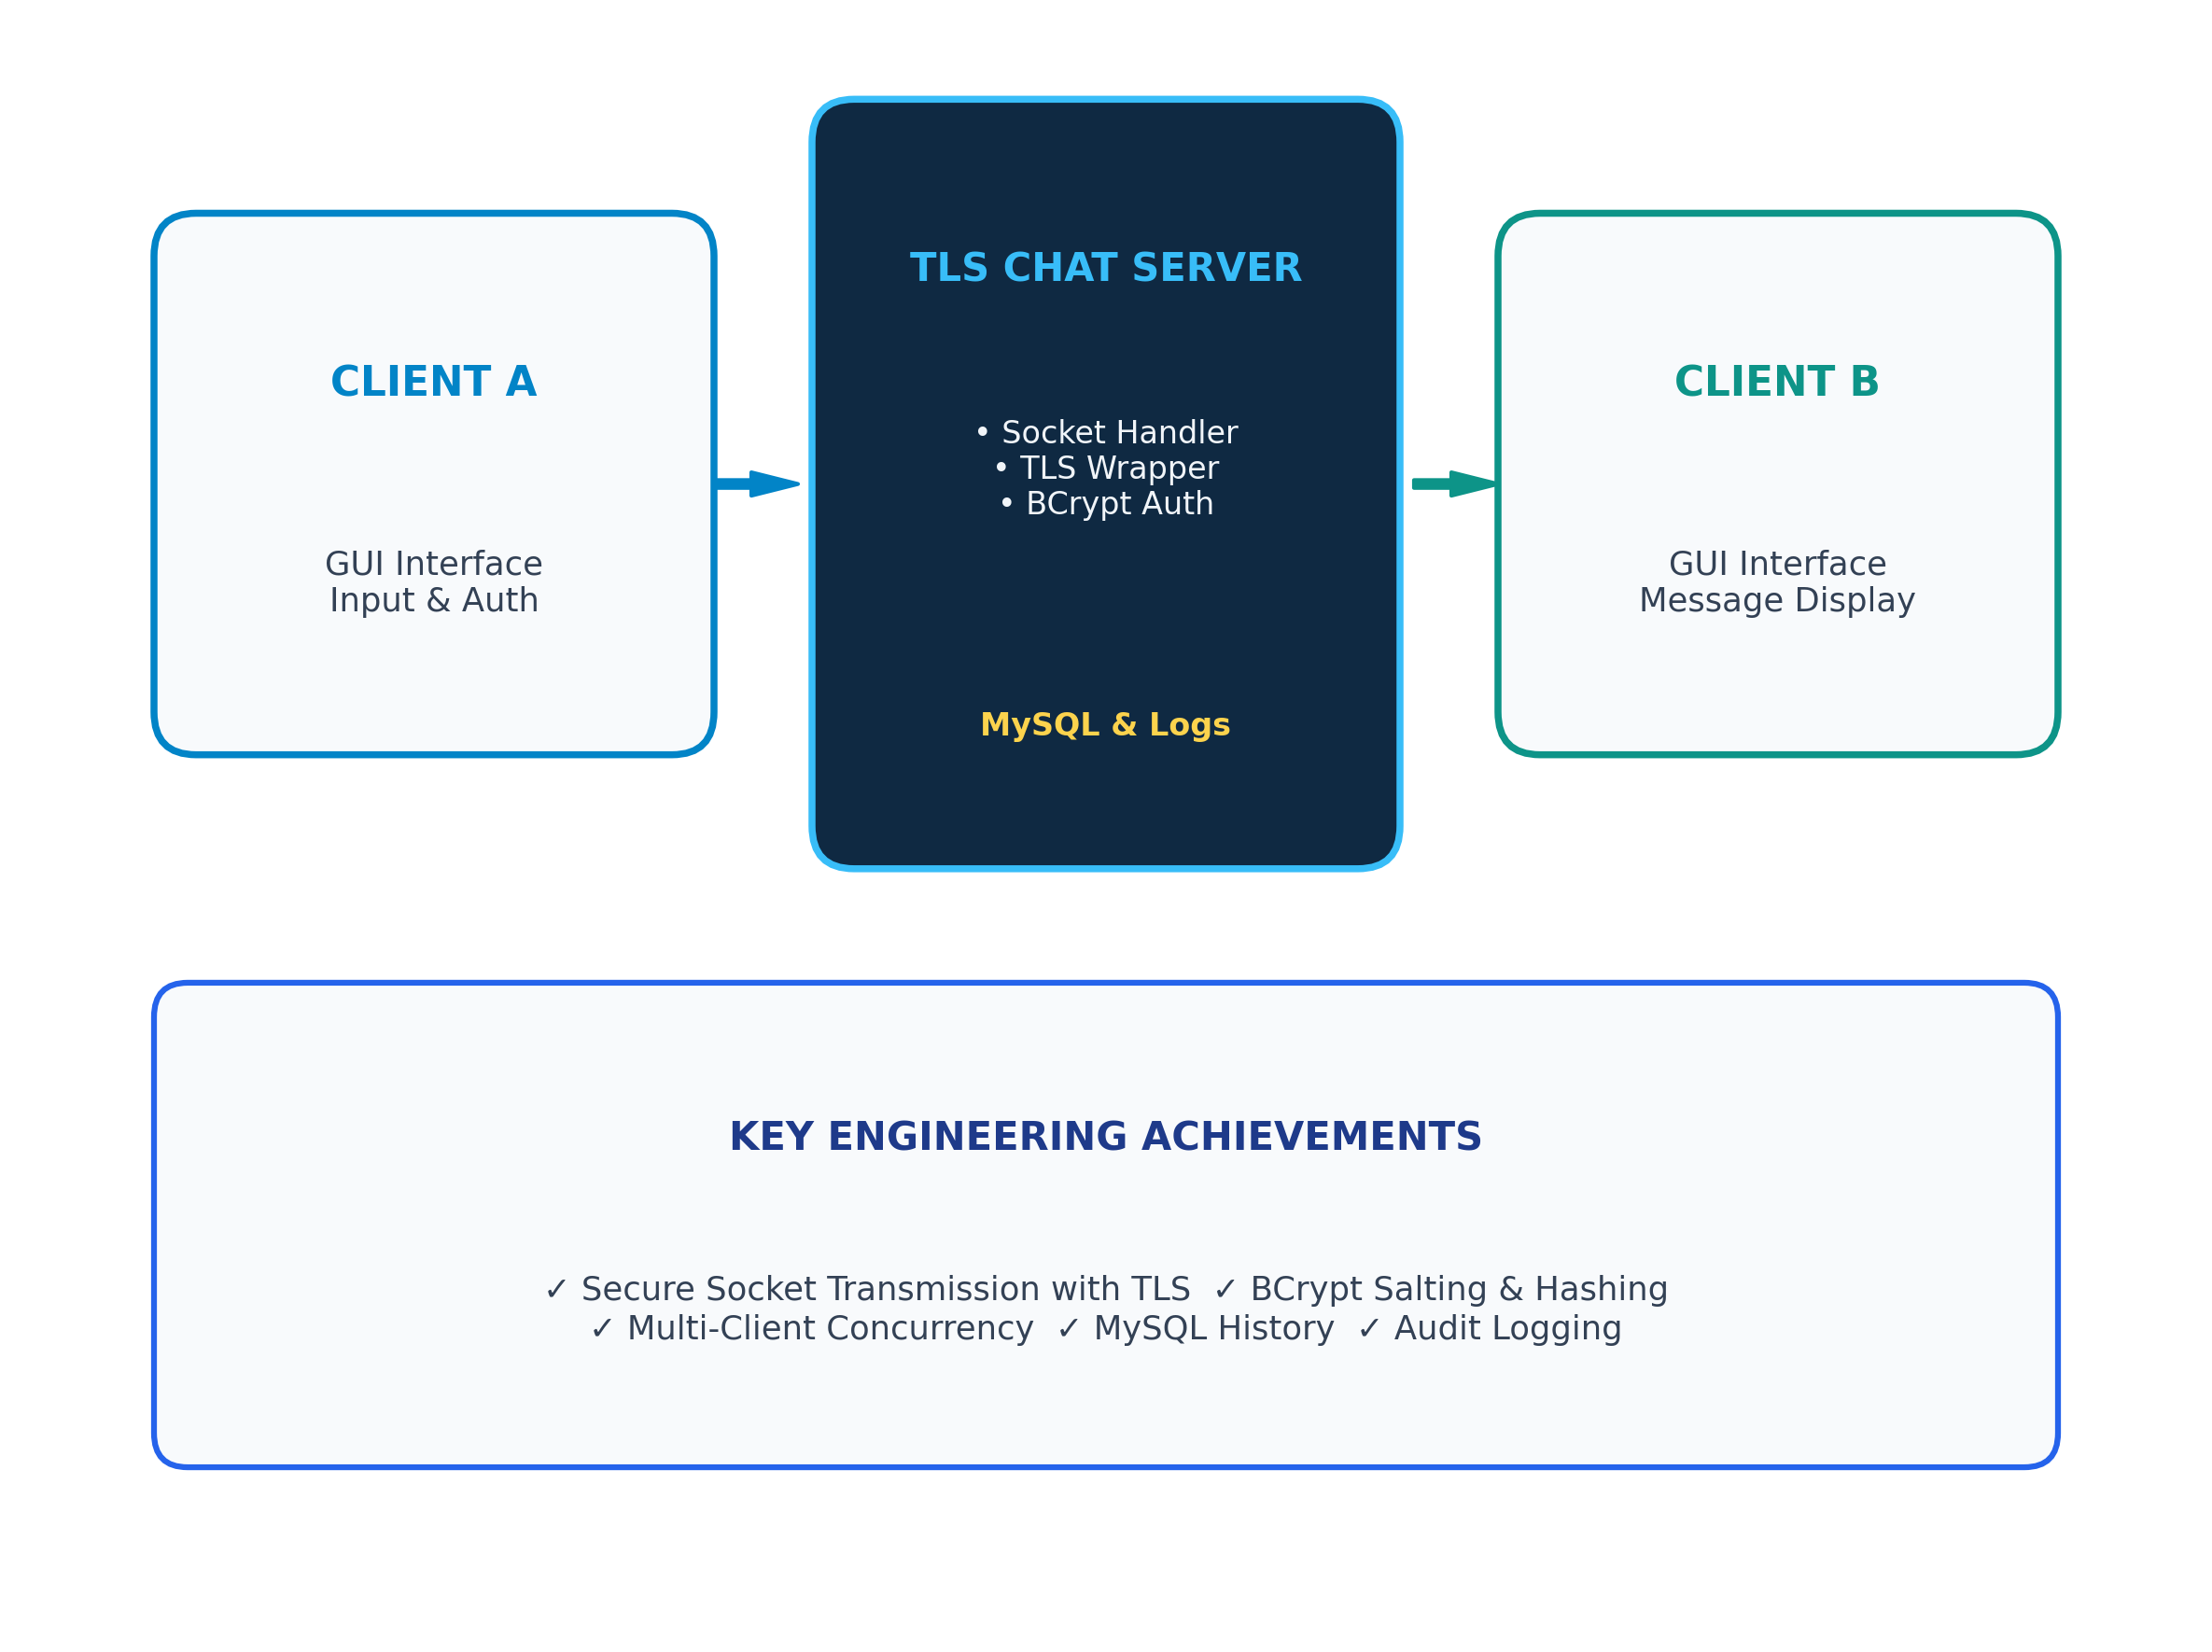 TLS CHAT SERVER
CLIENT A
CLIENT B
• Socket Handler
• TLS Wrapper
• BCrypt Auth
GUI Interface
Input & Auth
GUI Interface
Message Display
MySQL & Logs
KEY ENGINEERING ACHIEVEMENTS
✓ Secure Socket Transmission with TLS ✓ BCrypt Salting & Hashing
✓ Multi-Client Concurrency ✓ MySQL History ✓ Audit Logging